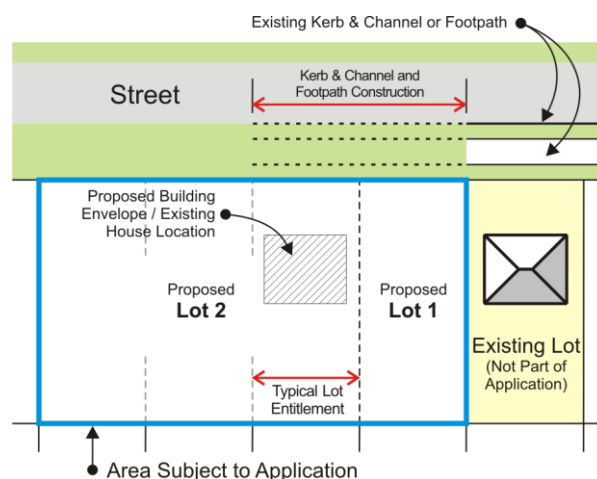 Existing Kerb & Channel or Footpath
Street
Kerb & Channel and
Footpath Construction
Proposed Building
Envelope / Existing
House Location
Proposed
Lot 2
Proposed
Lot 1
Existing Lot
(Not Part of
Application)
Typical Lot
Entitlement
Area Subject to Application